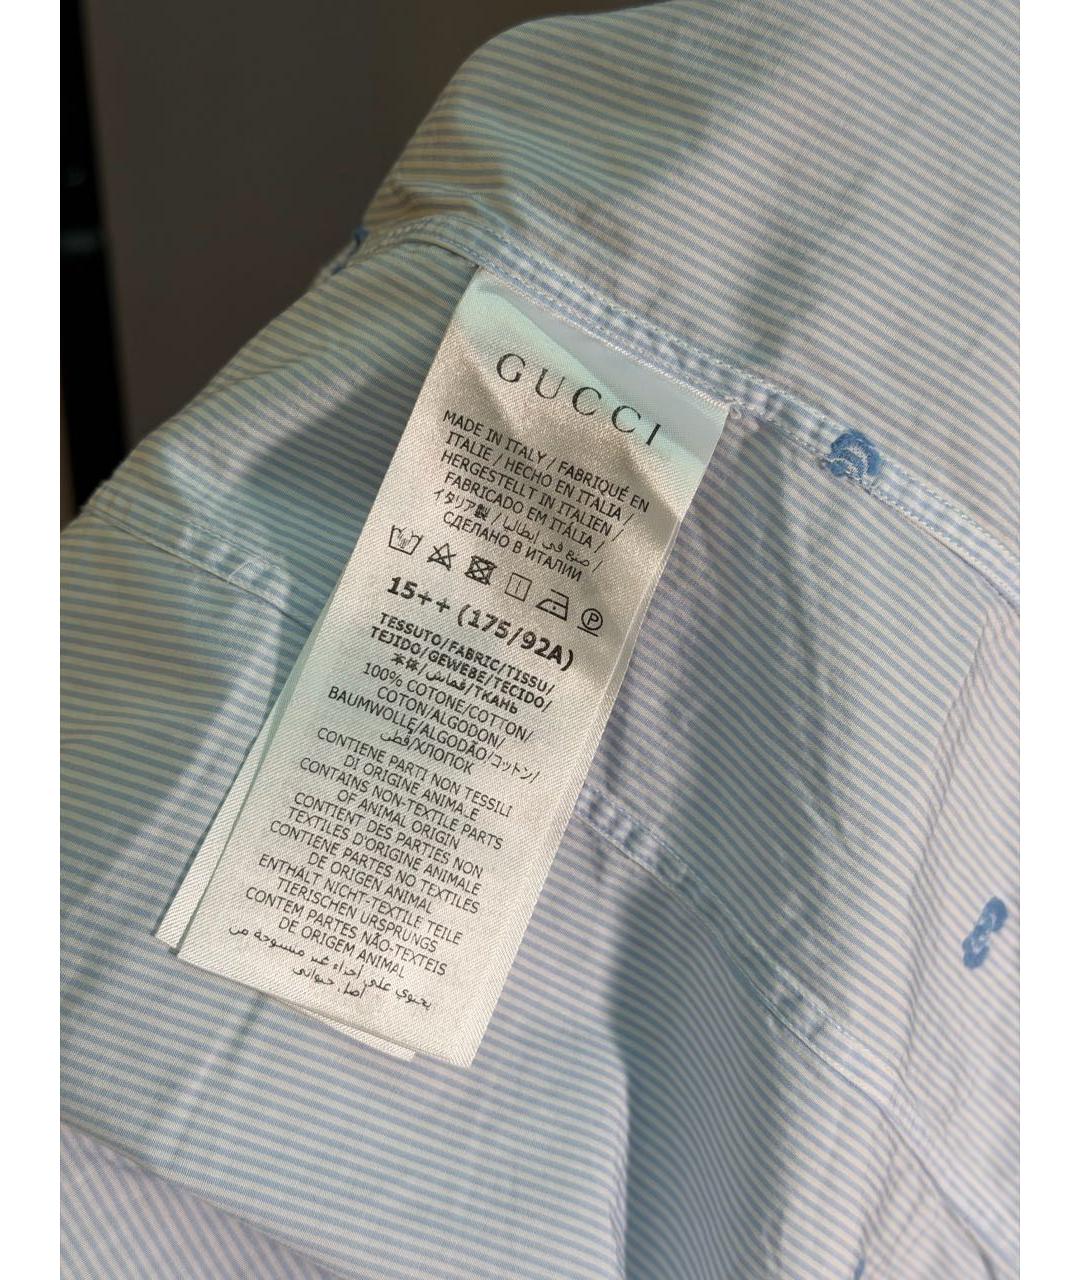 GUCCI
MADE IN ITALY / FABRIQUÉ EN
ITALIE / HECHO EN ITALIA /
HERGESTELLT IN ITALIEN /
FABRICADO EM ITÁLIA /
イタリア製 / صنع في إيطاليا /
СДЕЛАНО В ИТАЛИИ
P
15++ (175/92A)
TESSUTO/FABRIC/TISSU/
TEJIDO/GEWEBE/TECIDO/
本体/قماش/ТКАНЬ
100% COTONE/COTTON/
COTON/ALGODON/
BAUMWOLLE/ALGODÃO/コットン/
قطن/ХЛОПОК
CONTIENE PARTI NON TESSILI
DI ORIGINE ANIMALE
CONTAINS NON-TEXTILE PARTS
OF ANIMAL ORIGIN
CONTIENT DES PARTIES NON
TEXTILES D'ORIGINE ANIMALE
CONTIENE PARTES NO TEXTILES
DE ORIGEN ANIMAL
ENTHÄLT NICHT-TEXTILE TEILE
TIERISCHEN URSPRUNGS
CONTEM PARTES NÃO-TEXTEIS
DE ORIGEM ANIMAL
يحتوي على أجزاء غير منسوجة من
أصل حيواني